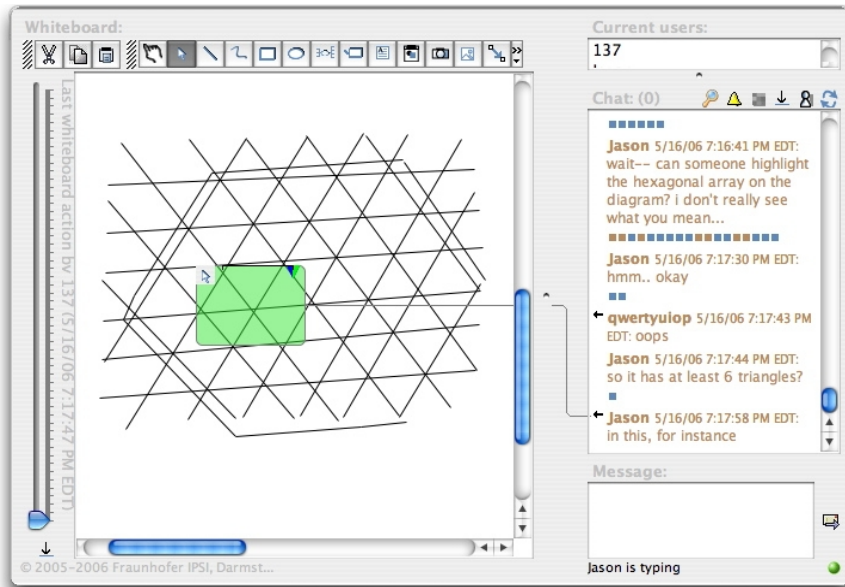 Whiteboard:
Last whiteboard action by 137 (5/16/06 7:17:47 PM EDT)
© 2005-2006 Fraunhofer IPSI, Darmst...
Current users:
137
Chat: (0)
Jason 5/16/06 7:16:41 PM EDT:
wait-- can someone highlight
the hexagonal array on the
diagram? i don't really see
what you mean...
Jason 5/16/06 7:17:30 PM EDT:
hmm.. okay
qwertyuiop 5/16/06 7:17:43 PM
EDT: oops
Jason 5/16/06 7:17:44 PM EDT:
so it has at least 6 triangles?
Jason 5/16/06 7:17:58 PM EDT:
in this, for instance
Message:
Jason is typing